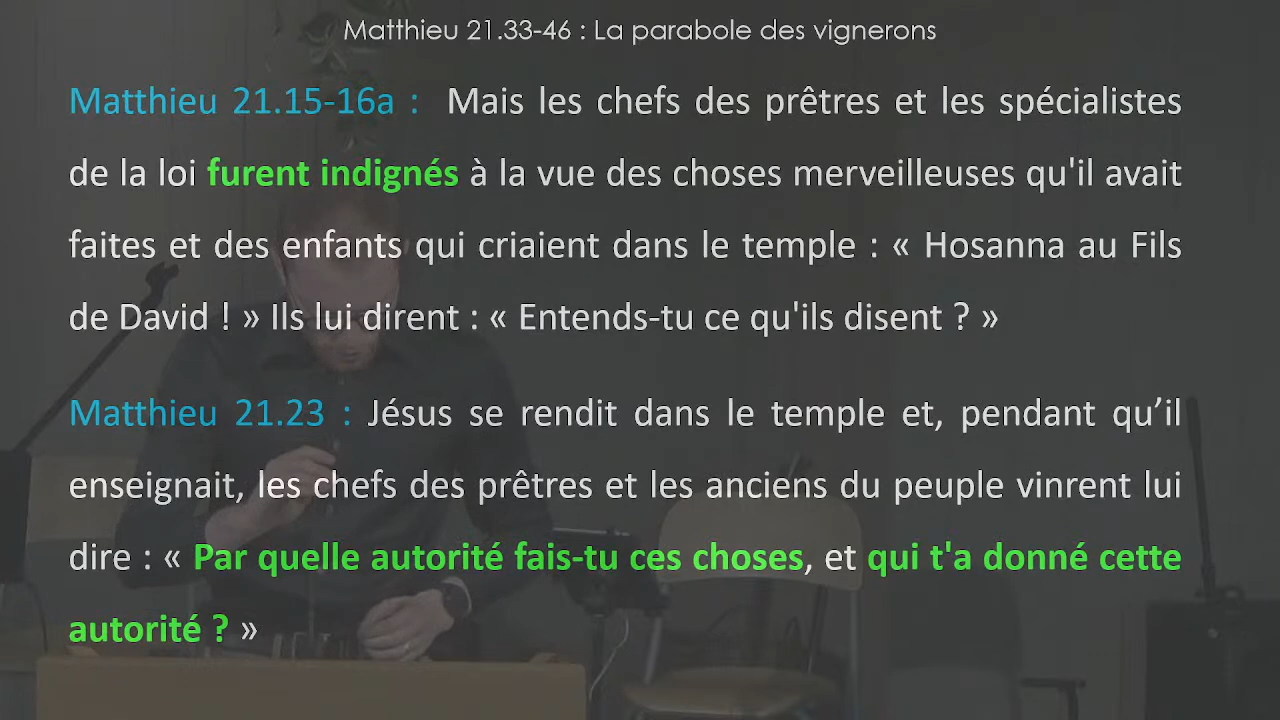 Matthieu 21.33-46 : La parabole des vignerons
Matthieu 21.15-16a : Mais les chefs des prêtres et les spécialistes
de la loi furent indignés à la vue des choses merveilleuses qu'il avait
faites et des enfants qui criaient dans le temple : « Hosanna au Fils
de David ! » Ils lui dirent : « Entends-tu ce qu'ils disent ? »
Matthieu 21.23 : Jésus se rendit dans le temple et, pendant qu’il
enseignait, les chefs des prêtres et les anciens du peuple vinrent lui
dire : « Par quelle autorité fais-tu ces choses, et qui t'a donné cette
autorité ? »